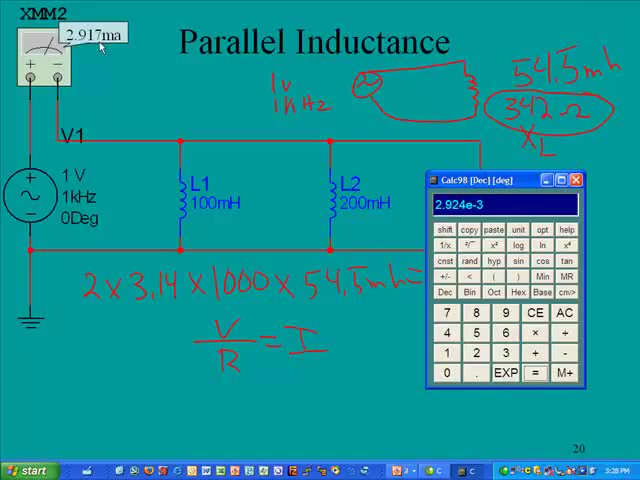 XMM2
2.917ma
Parallel Inductance
1v
1KHz
54.5mh
342 Ω
XL
V1
1 V
1kHz
0Deg
L1
100mH
L2
200mH
2 x 3.14 x 1000 x 54.5mh=
V
R
= I
Calc98 [Dec] [deg]
2.924e-3
shift copy paste unit opt help
1/x x² log ln
cnst rand hyp sin cos tan
+/- < ( ) Min MR
Dec Bin Oct Hex Base cn>
7 8 9 CE AC
4 5 6 × ÷
1 2 3 + -
0 . EXP = M+
20
start
3:28 PM